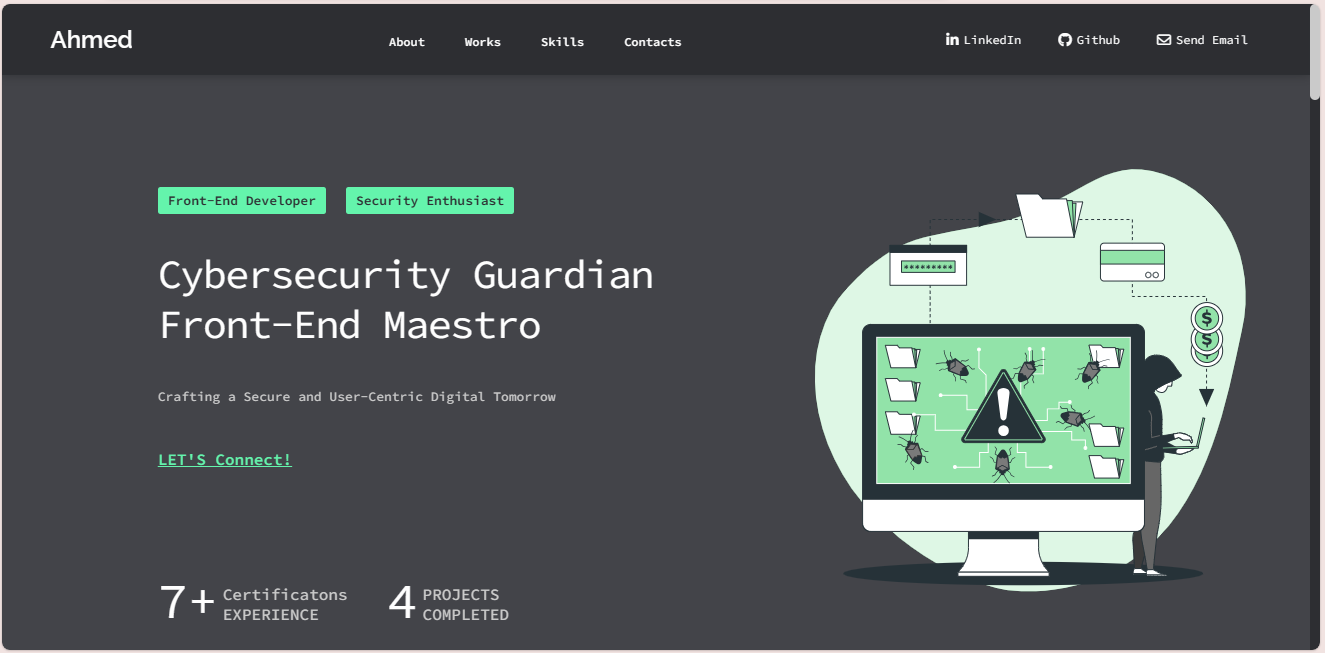 Ahmed
About Works Skills Contacts
LinkedIn Github Send Email
Front-End Developer Security Enthusiast
Cybersecurity Guardian
Front-End Maestro
Crafting a Secure and User-Centric Digital Tomorrow
LET'S Connect!
7+ Certificatons
EXPERIENCE
4 PROJECTS
COMPLETED
*********
$
$
!